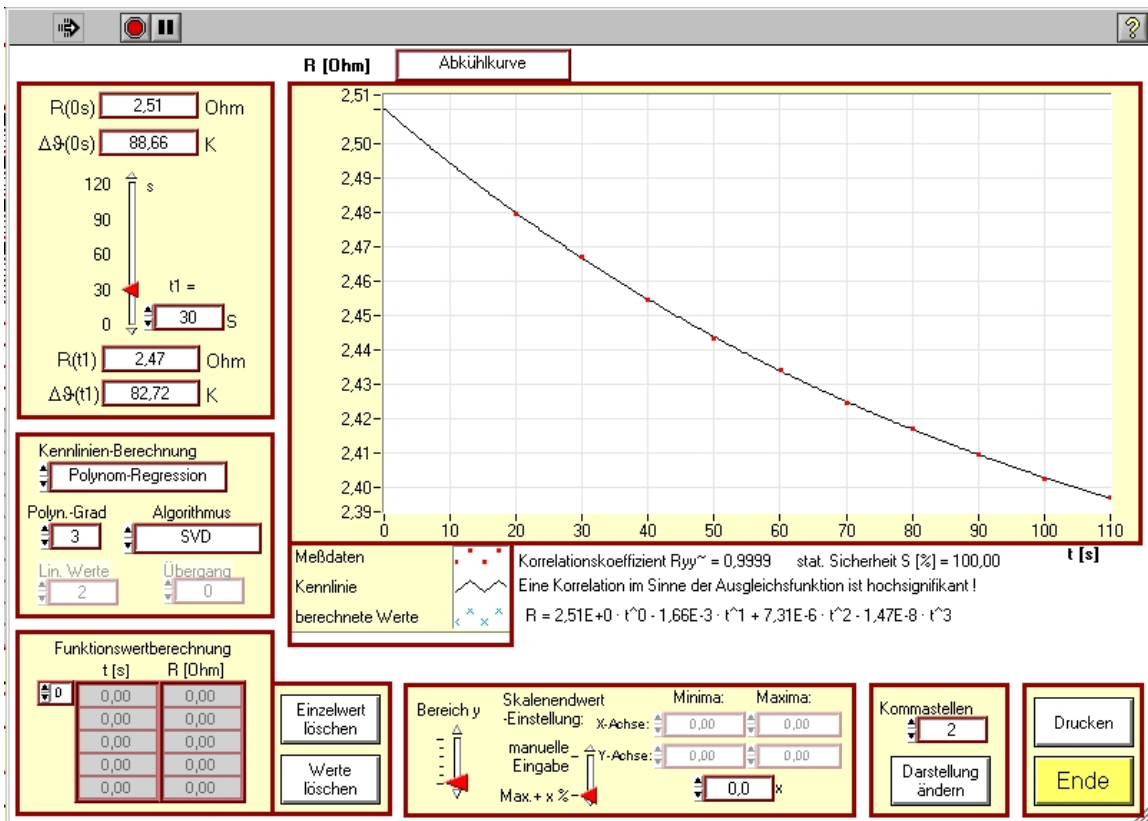 R [Ohm] Abkühlkurve
R(0s) 2,51 Ohm
Δϑ(0s) 88,66 K
120 s
90
60
30 t1 =
0 30 S
R(t1) 2,47 Ohm
Δϑ(t1) 82,72 K
2,51
2,50
2,49
2,48
2,47
2,46
2,45
2,44
2,43
2,42
2,41
2,40
2,39
0 10 20 30 40 50 60 70 80 90 100 110
t [s]
Kennlinien-Berechnung
Polynom-Regression
Polyn.-Grad Algorithmus
3 SVD
Lin. Werte Übergang
2 0
Meßdaten
Kennlinie
berechnete Werte
Korrelationskoeffizient Ryy~ = 0,9999 stat. Sicherheit S [%] = 100,00
Eine Korrelation im Sinne der Ausgleichsfunktion ist hochsignifikant !
R = 2,51E+0 · t^0 - 1,66E-3 · t^1 + 7,31E-6 · t^2 - 1,47E-8 · t^3
Funktionswertberechnung
t [s] R [Ohm]
0 0,00 0,00
0,00 0,00
0,00 0,00
0,00 0,00
0,00 0,00
Einzelwert
löschen
Werte
löschen
Bereich y
Skalenendwert
-Einstellung:
Minima: Maxima:
X-Achse: 0,00 0,00
manuelle
Eingabe
Y-Achse: 0,00 0,00
Max.+ x % 0,0 x
Kommastellen
2
Darstellung
ändern
Drucken
Ende
?